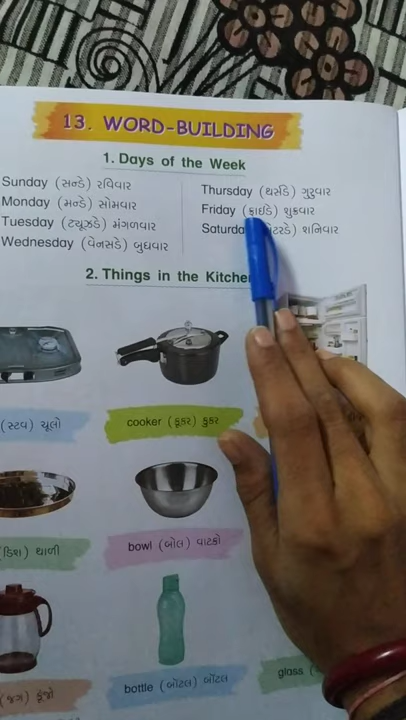 13. WORD-BUILDING
1. Days of the Week
Sunday (સન્ડે) રવિવાર
Monday (મન્ડે) સોમવાર
Tuesday (ટ્યૂઝડે) મંગળવાર
Wednesday (વેનસડે) બુધવાર
Thursday (થર્સડે) ગુરુવાર
Friday (ફ્રાઇડે) શુક્રવાર
શનિવાર
2. Things in the
(સ્ટવ) ચૂલો
cooker (કૂકર) કુકર
(ડિશ) થાળી
bowl (બોલ) વાટકો
(જગ) કૂંજો
bottle (બૉટલ) બૉટલ
glass